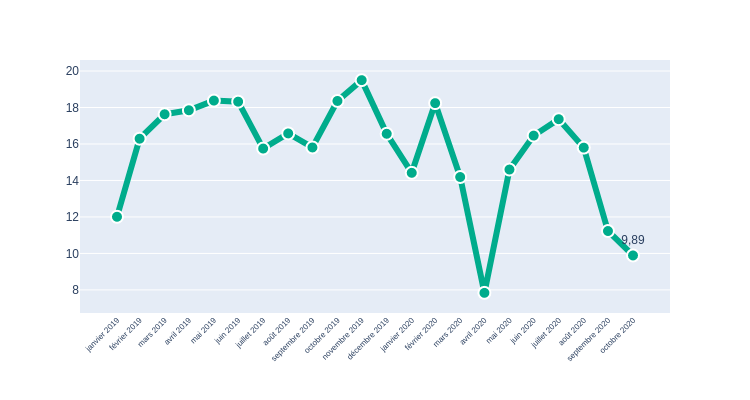 20
18
16
14
12
10
8
9,89
janvier 2019
février 2019
mars 2019
avril 2019
mai 2019
juin 2019
juillet 2019
août 2019
septembre 2019
octobre 2019
novembre 2019
décembre 2019
janvier 2020
février 2020
mars 2020
avril 2020
mai 2020
juin 2020
juillet 2020
août 2020
septembre 2020
octobre 2020